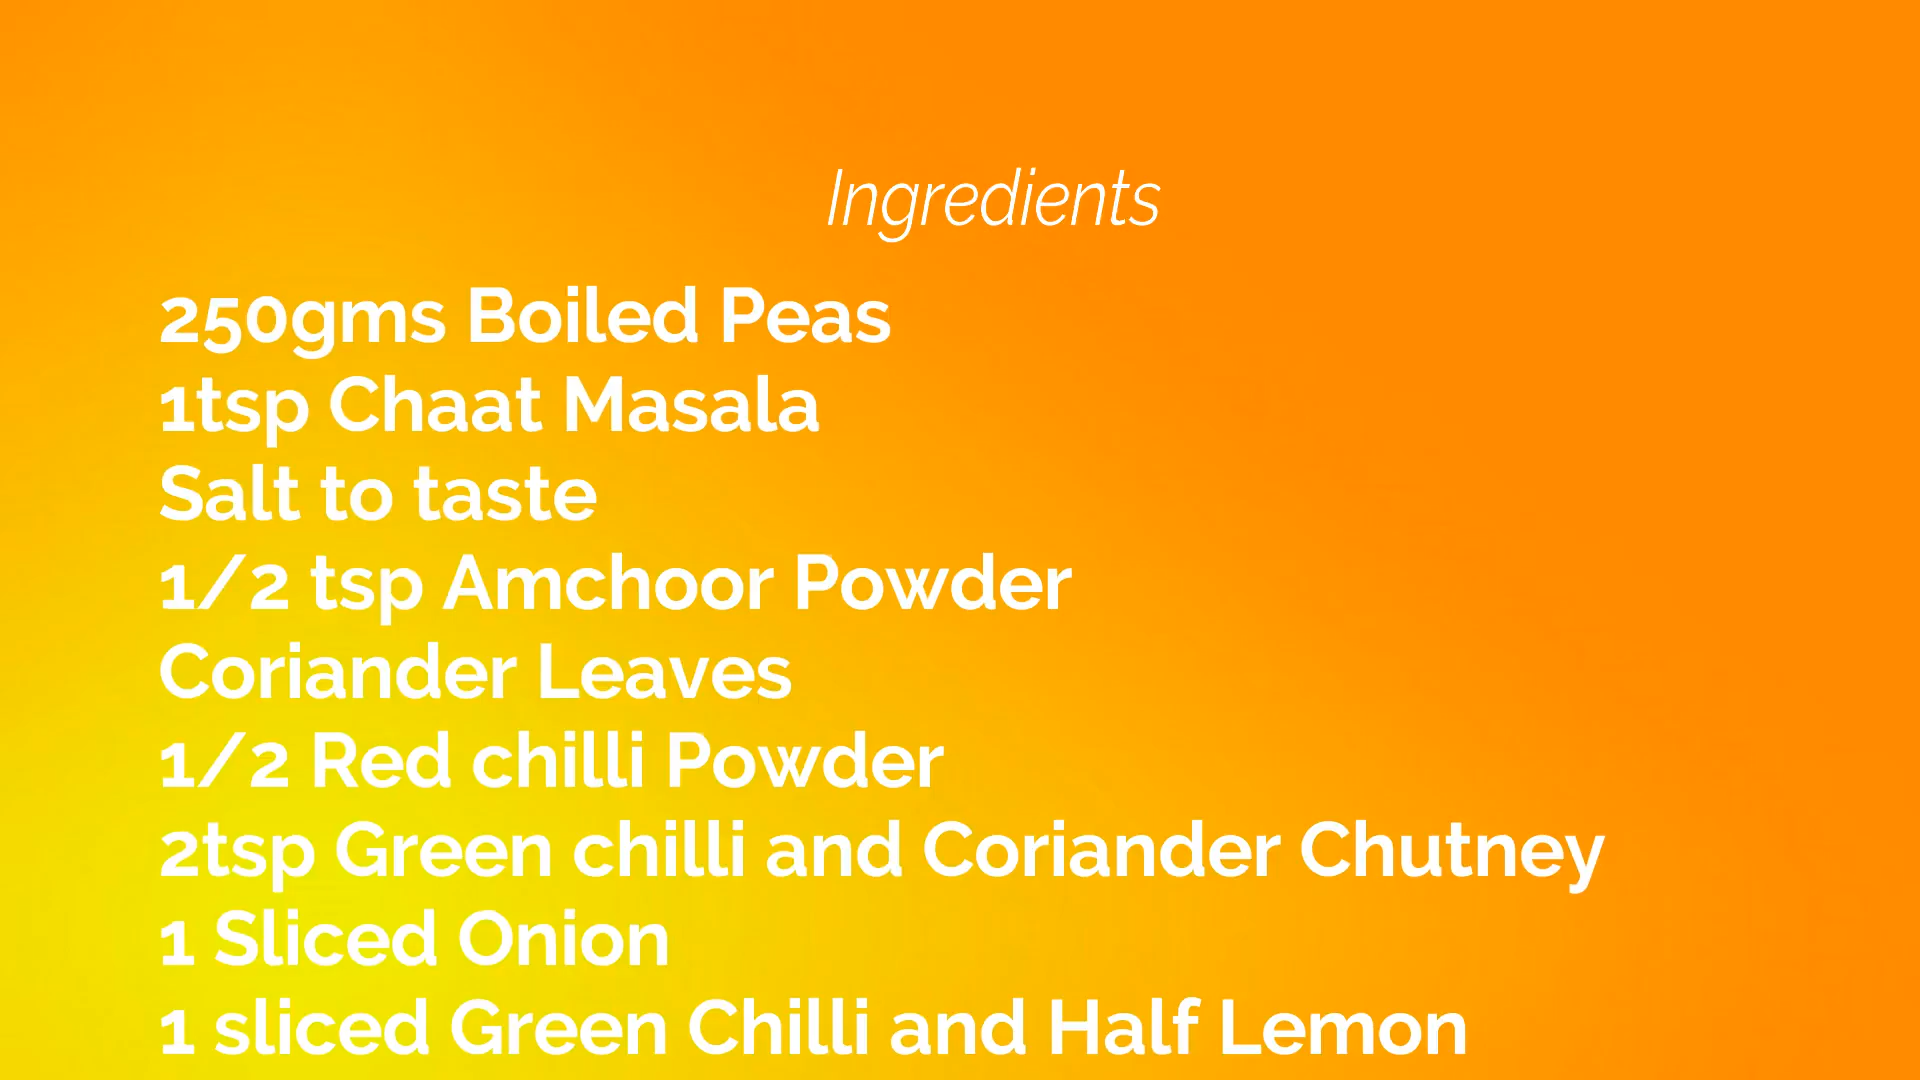 Ingredients
250gms Boiled Peas
1tsp Chaat Masala
Salt to taste
1/2 tsp Amchoor Powder
Coriander Leaves
1/2 Red chilli Powder
2tsp Green chilli and Coriander Chutney
1 Sliced Onion
1 sliced Green Chilli and Half Lemon